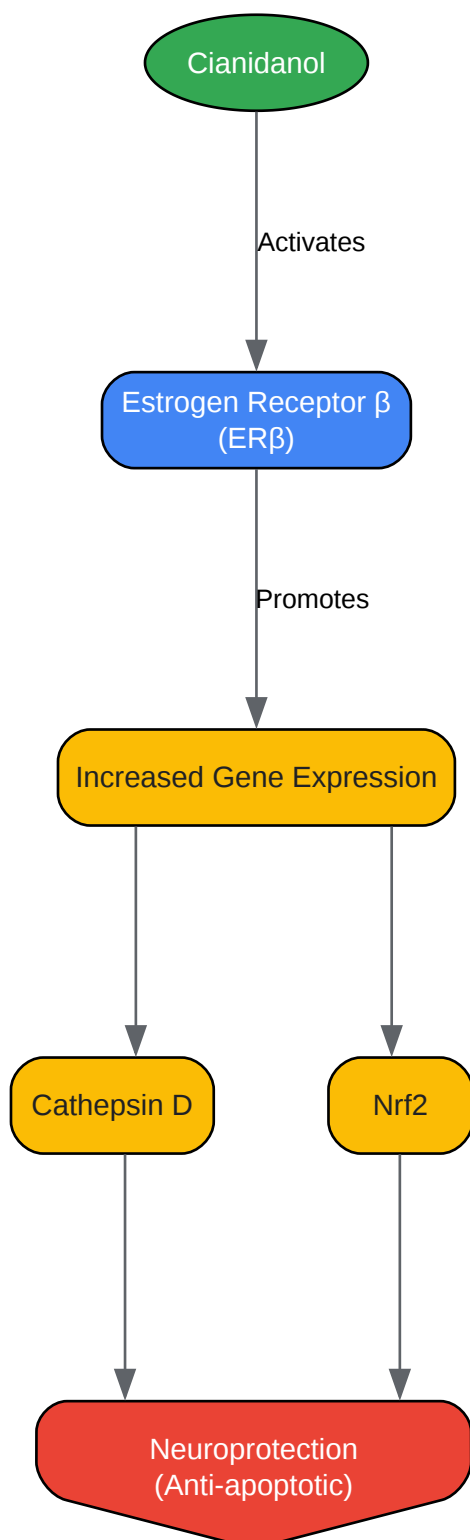 Cianidanol
Activates
Estrogen Receptor β
(ERβ)
Promotes
Increased Gene Expression
Cathepsin D
Nrf2
Neuroprotection
(Anti-apoptotic)